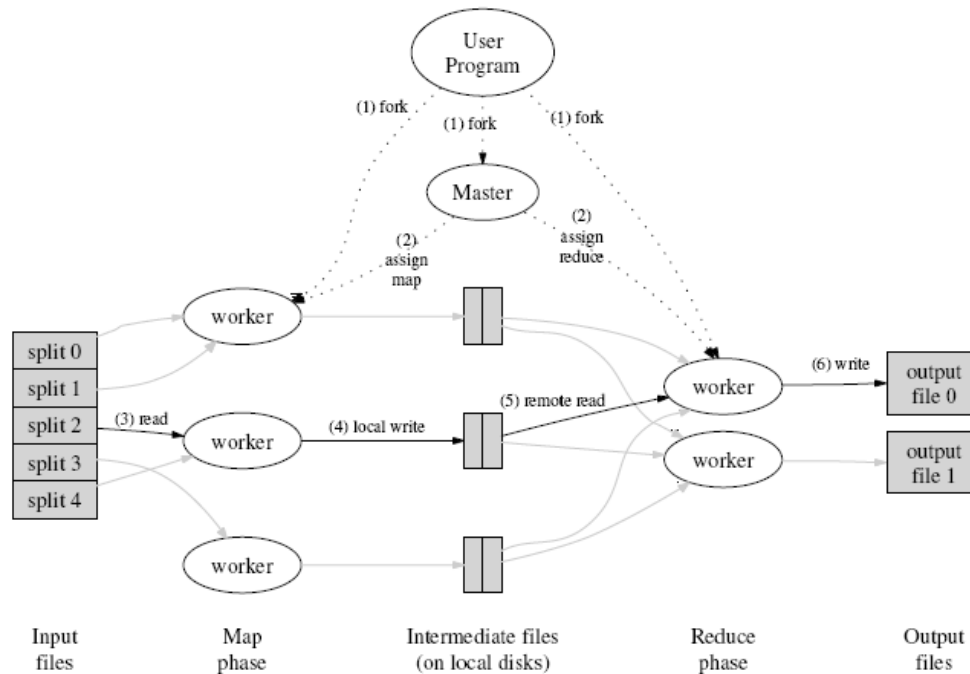 User
Program
(1) fork
(1) fork
(1) fork
Master
(2)
assign
map
(2)
assign
reduce
worker
split 0
split 1
split 2
split 3
split 4
(3) read
worker
(4) local write
(5) remote read
worker
(6) write
output
file 0
worker
output
file 1
worker
Input
files
Map
phase
Intermediate files
(on local disks)
Reduce
phase
Output
files